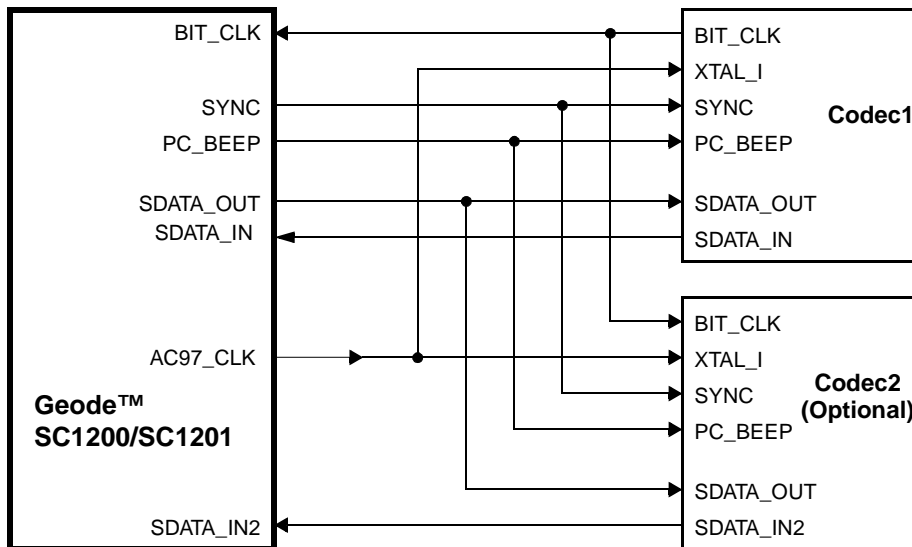 BIT_CLK
SYNC
PC_BEEP
SDATA_OUT
SDATA_IN
AC97_CLK
Geode™
SC1200/SC1201
SDATA_IN2
BIT_CLK
XTAL_I
SYNC
Codec1
PC_BEEP
SDATA_OUT
SDATA_IN
BIT_CLK
XTAL_I
Codec2
SYNC
(Optional)
PC_BEEP
SDATA_OUT
SDATA_IN2